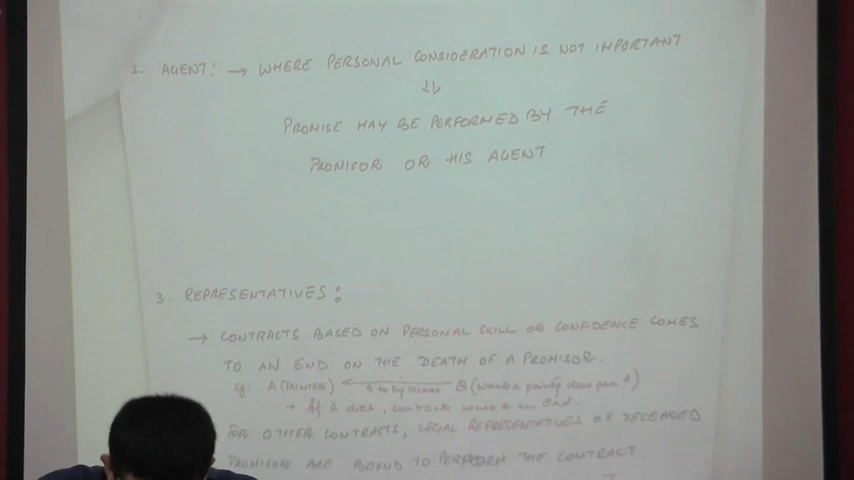 2. AGENT: → WHERE PERSONAL CONSIDERATION IS NOT IMPORTANT
⇓
PROMISE MAY BE PERFORMED BY THE
PROMISOR OR HIS AGENT
3. REPRESENTATIVES:
→ CONTRACTS BASED ON PERSONAL SKILL OR CONFIDENCE COMES
TO AN END ON THE DEATH OF A PROMISOR.
eg: A (PAINTER) ← B (wants a painting done
→ If A dies, contract comes to an end.
FOR OTHER CONTRACTS, LEGAL REPRESENTATIVES OF DECEASED
PROMISOR ARE BOUND TO PERFORM THE CONTRACT.